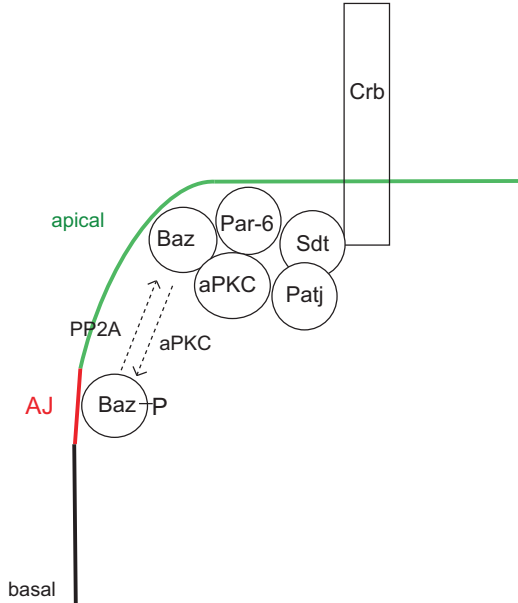 Crb
apical
Par-6
Baz
Sdt
aPKC
Patj
PP2A
aPKC
AJ
Baz P
basal